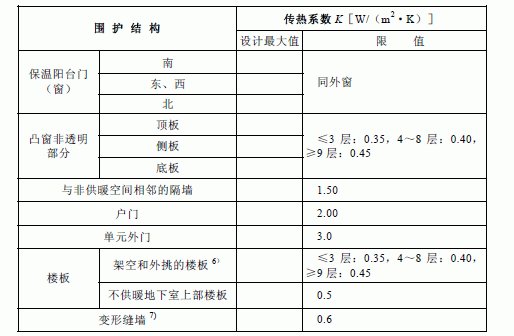 围 护 结 构
传热系数 K［W/（m²·K）］
设计最大值
限 值
保温阳台门
（窗）
南
东、西
北
同外窗
凸窗非透明
部分
顶板
侧板
底板
≤3 层：0.35，4～8 层：0.40，
≥9 层：0.45
与非供暖空间相邻的隔墙
1.50
户门
2.00
单元外门
3.0
楼板
架空和外挑的楼板 6）
≤3 层：0.35，4～8 层：0.40，
≥9 层：0.45
不供暖地下室上部楼板
0.5
变形缝墙 7)
0.6